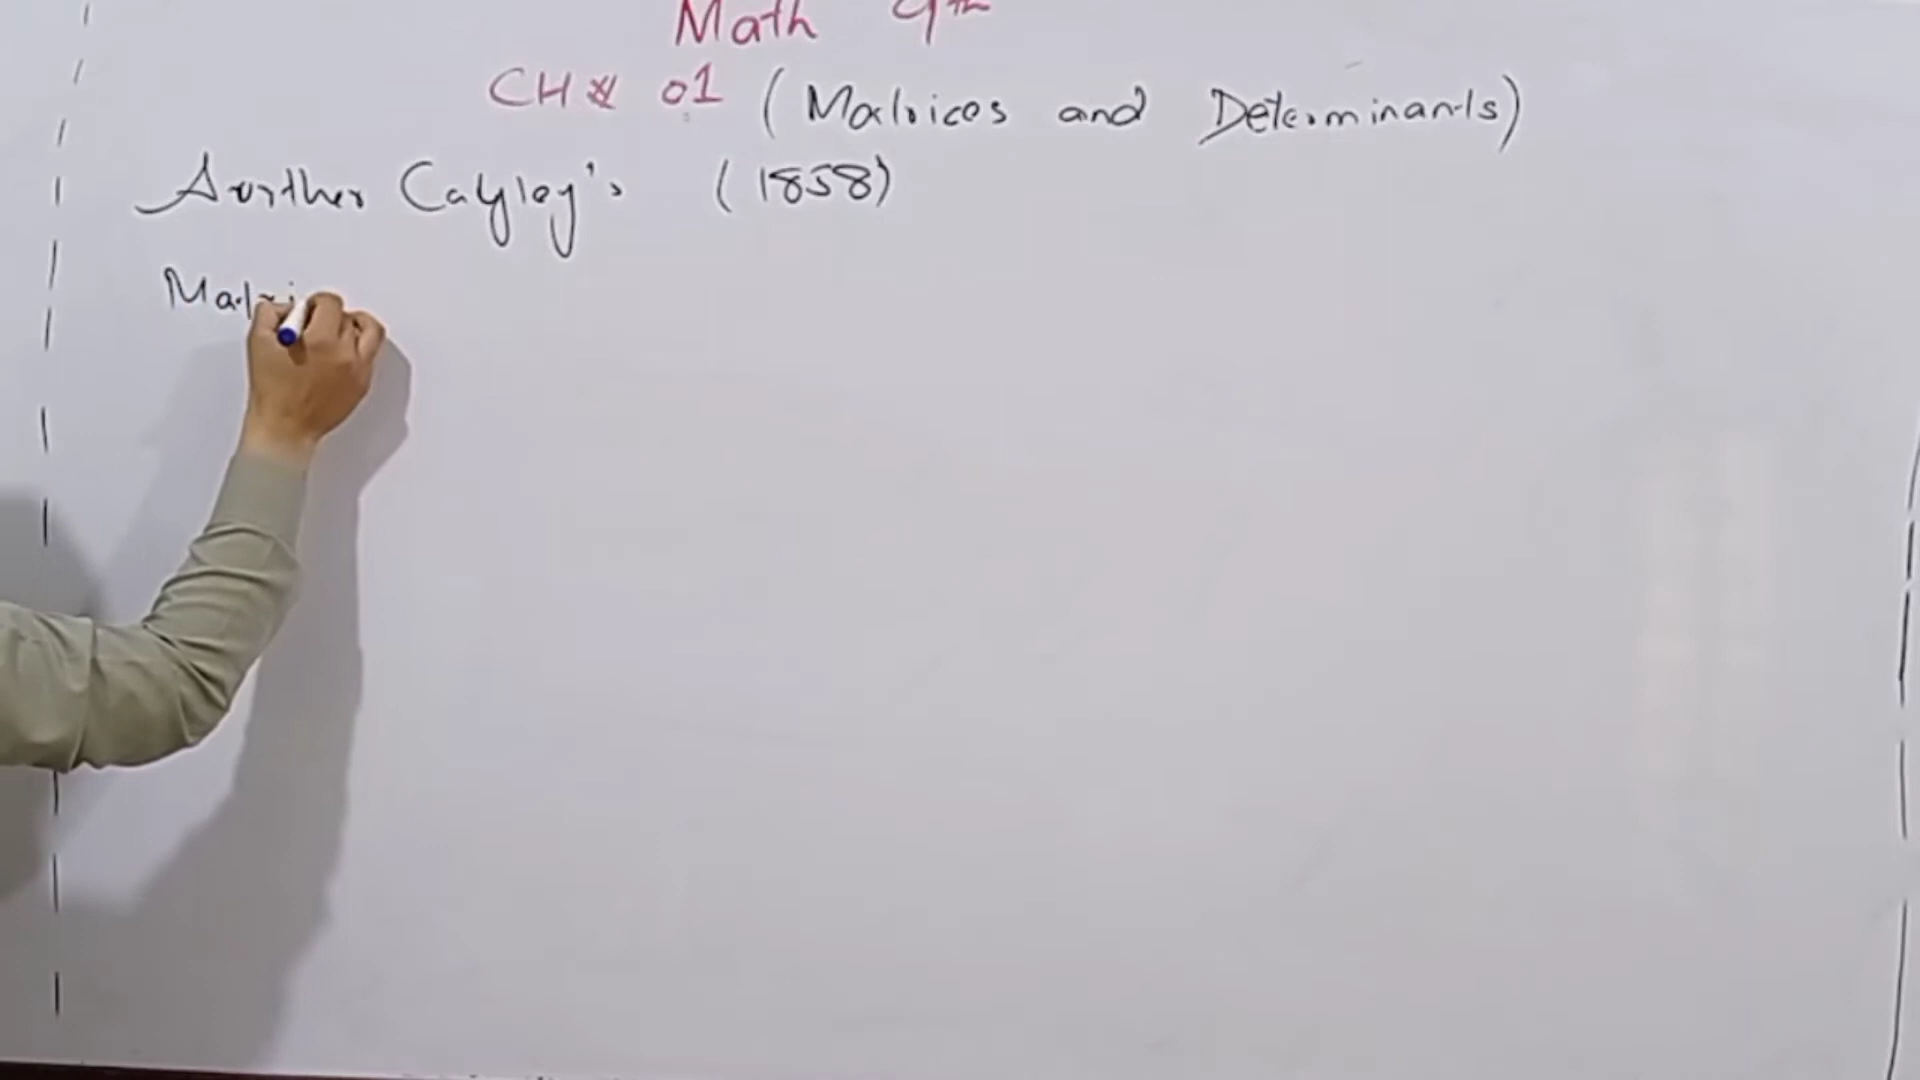 Math 9th
CH # 01 (Matrices and Determinants)
Aurther Cayley's (1858)
Matri